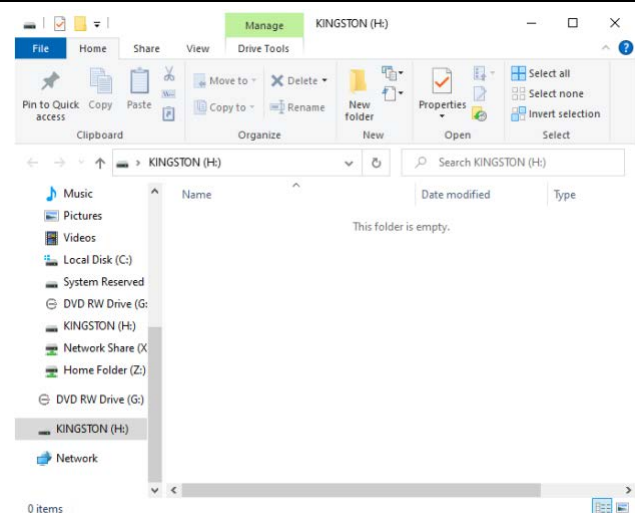 Manage KINGSTON (H:)
File Home Share View Drive Tools
Pin to Quick access
Copy
Paste
Move to
Copy to
Delete
Rename
New folder
Properties
Select all
Select none
Invert selection
Clipboard Organize New Open Select
KINGSTON (H:) Search KINGSTON (H:)
Name Date modified Type
This folder is empty.
Music
Pictures
Videos
Local Disk (C:)
System Reserved
DVD RW Drive (G:
KINGSTON (H:)
Network Share (X
Home Folder (Z:)
DVD RW Drive (G:)
KINGSTON (H:)
Network
0 items